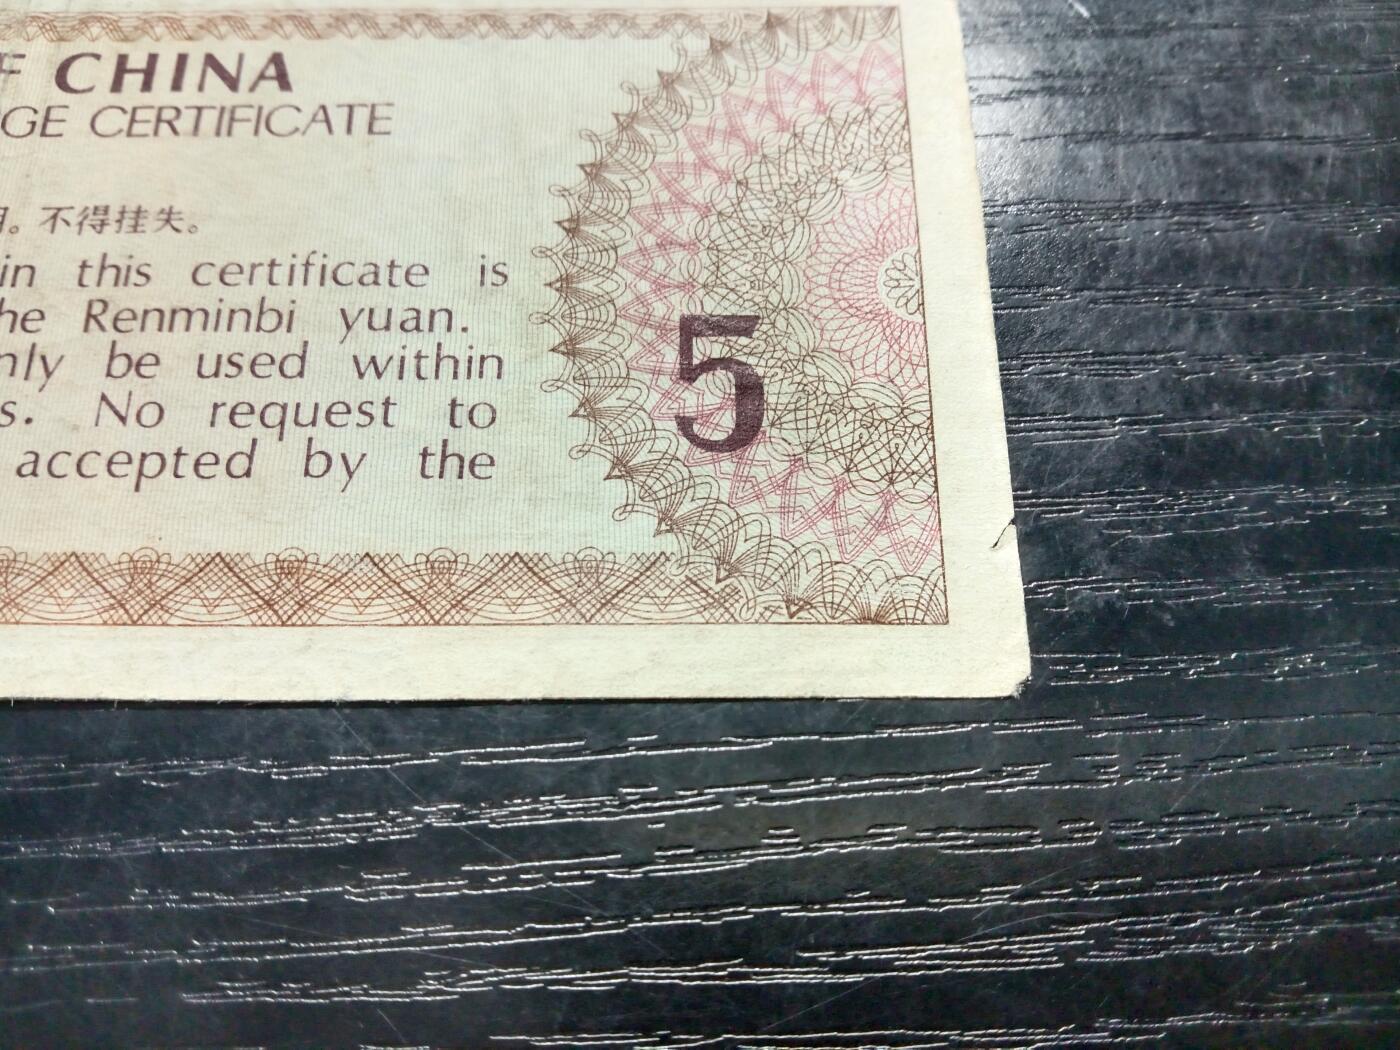 F CHINA
GE CERTIFICATE
用。不得挂失。
in this certificate is
he Renminbi yuan.
nly be used within
s. No request to
accepted by the
5